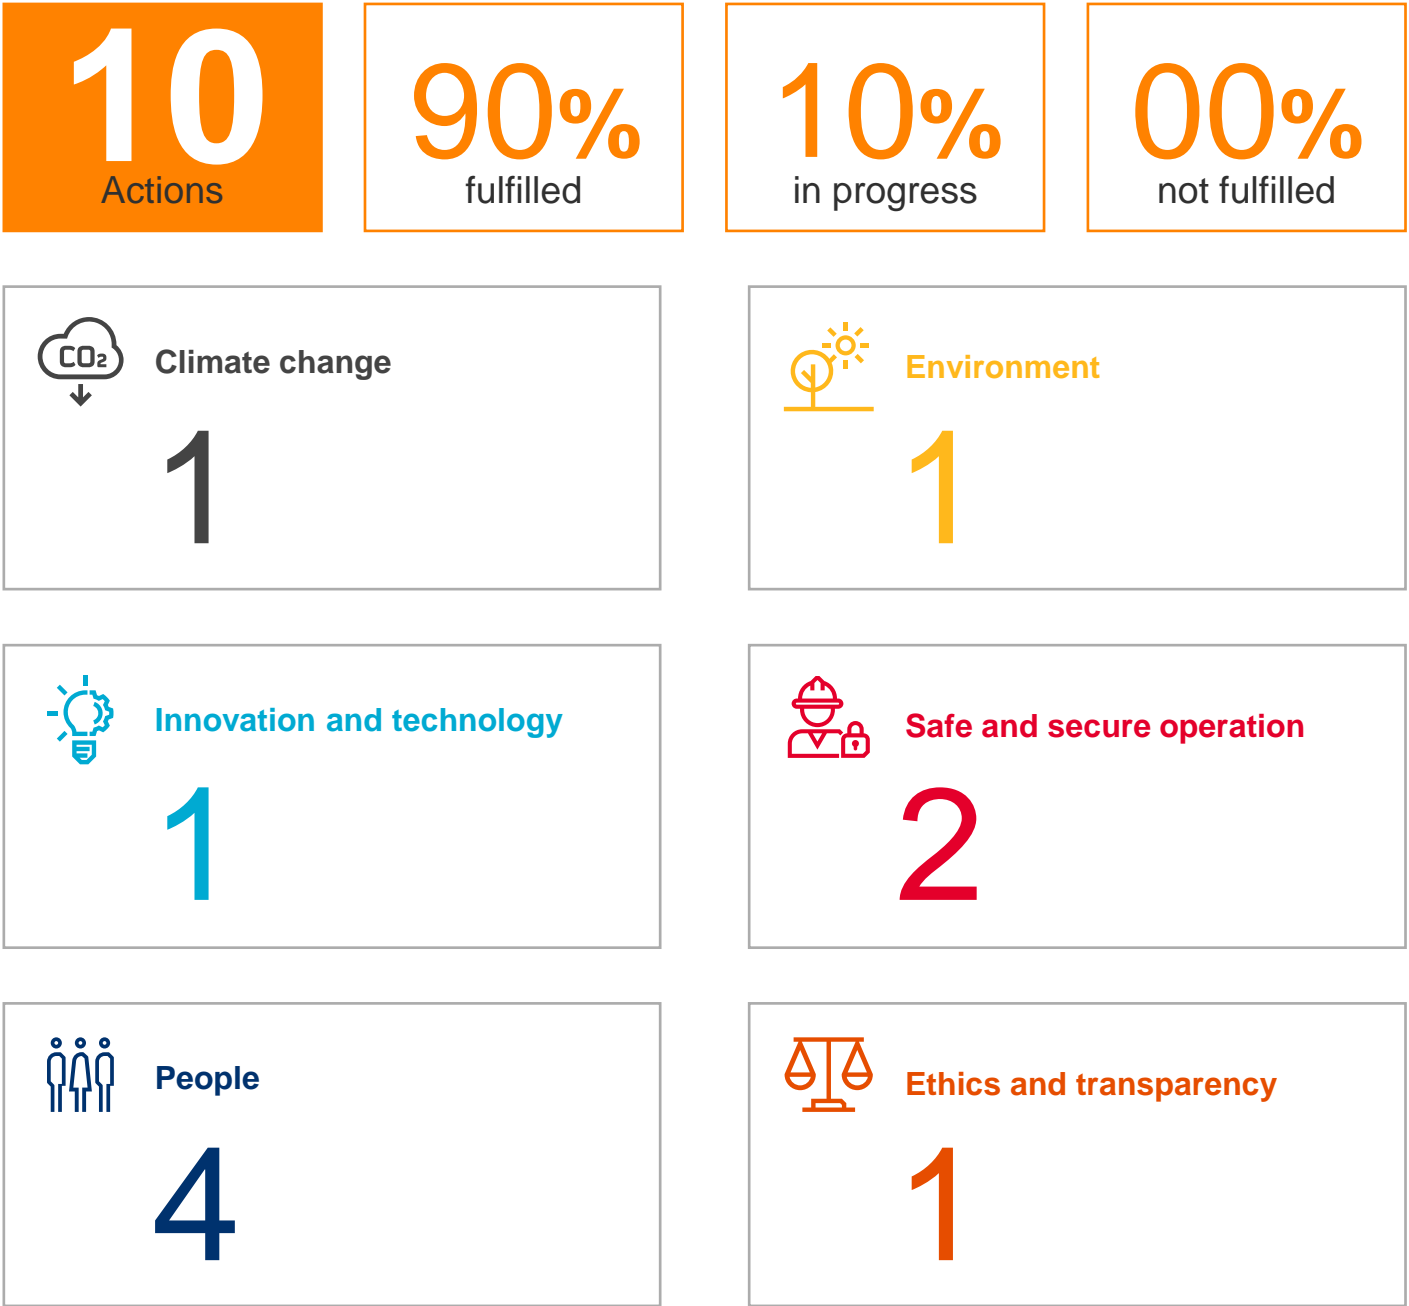 10
Actions
90%
fulfilled
10%
in progress
00%
not fulfilled
CO₂
Climate change
1
Environment
1
Innovation and technology
1
Safe and secure operation
2
People
4
Ethics and transparency
1